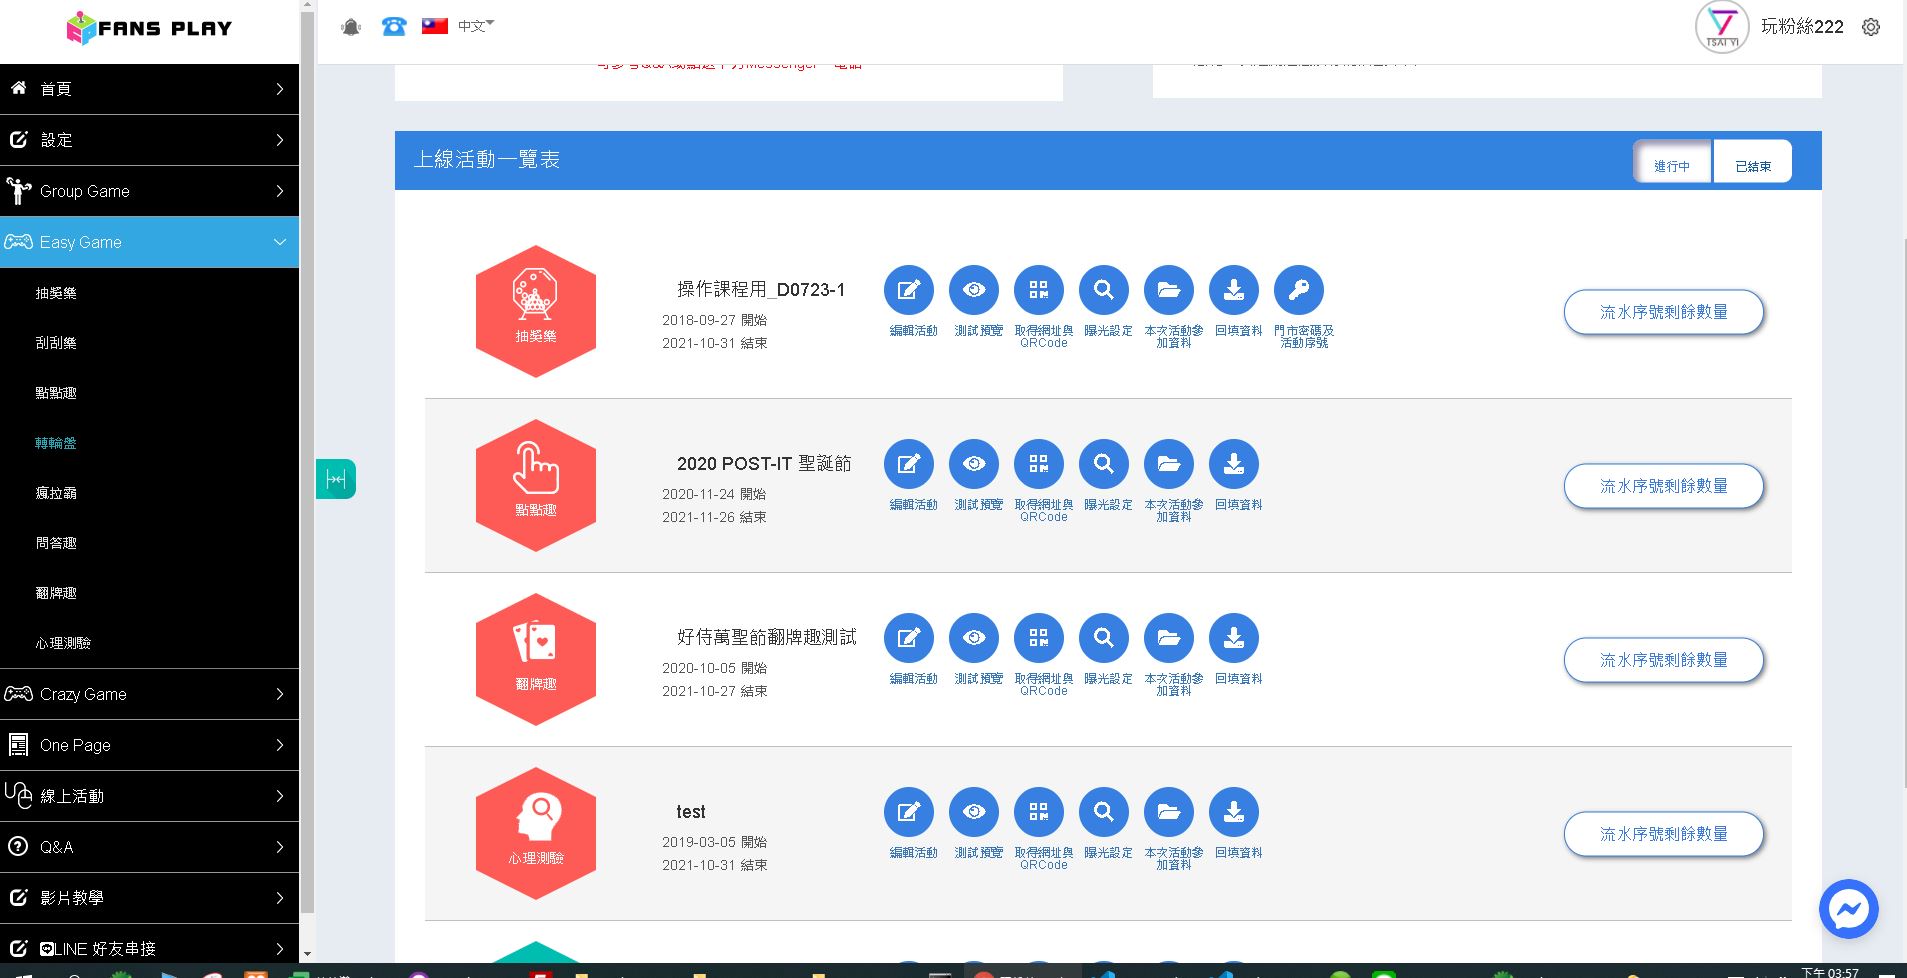 FANS PLAY
中文
玩粉絲222
TSAI YI
首頁
設定
Group Game
Easy Game
抽獎樂
刮刮樂
點點趣
轉輪盤
瘋拉霸
問答趣
翻牌趣
心理測驗
Crazy Game
One Page
線上活動
Q&A
影片教學
LINE 好友串接
上線活動一覽表
進行中
已結束
抽獎樂
操作課程用_D0723-1
2018-09-27 開始
2021-10-31 結束
編輯活動
測試預覽
取得網址與
QRCode
曝光設定
本次活動參
加資料
回填資料
門市密碼及
活動序號
流水序號剩餘數量
點點趣
2020 POST-IT 聖誕節
2020-11-24 開始
2021-11-26 結束
編輯活動
測試預覽
取得網址與
QRCode
曝光設定
本次活動參
加資料
回填資料
流水序號剩餘數量
翻牌趣
好侍萬聖節翻牌趣測試
2020-10-05 開始
2021-10-27 結束
編輯活動
測試預覽
取得網址與
QRCode
曝光設定
本次活動參
加資料
回填資料
流水序號剩餘數量
心理測驗
test
2019-03-05 開始
2021-10-31 結束
編輯活動
測試預覽
取得網址與
QRCode
曝光設定
本次活動參
加資料
回填資料
流水序號剩餘數量
下午 03:57